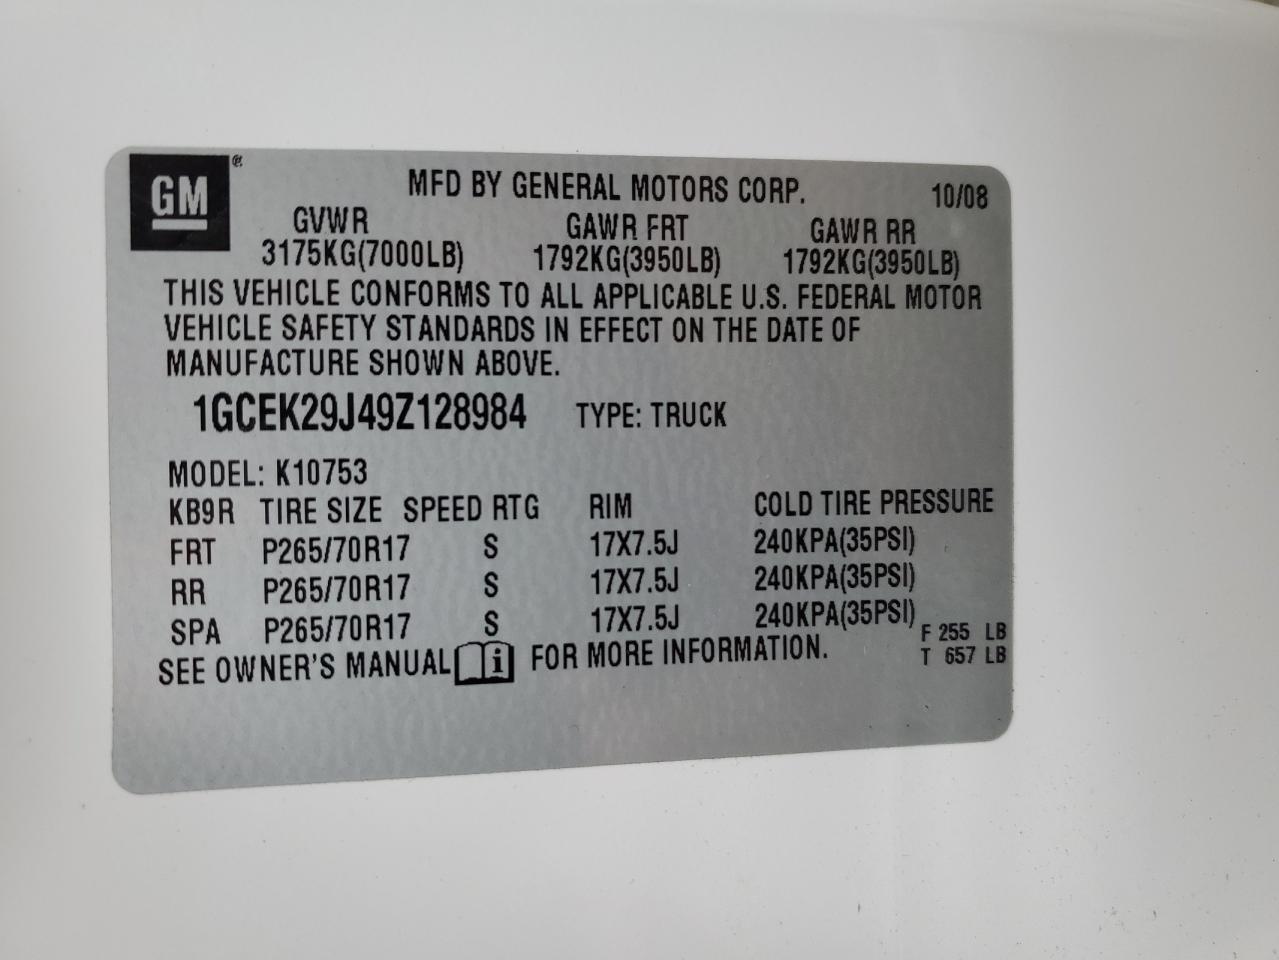 GM ® MFD BY GENERAL MOTORS CORP. 10/08
GVWR GAWR FRT GAWR RR
3175KG(7000LB) 1792KG(3950LB) 1792KG(3950LB)
THIS VEHICLE CONFORMS TO ALL APPLICABLE U.S. FEDERAL MOTOR
VEHICLE SAFETY STANDARDS IN EFFECT ON THE DATE OF
MANUFACTURE SHOWN ABOVE.
1GCEK29J49Z128984 TYPE: TRUCK
MODEL: K10753
KB9R TIRE SIZE SPEED RTG RIM COLD TIRE PRESSURE
FRT P265/70R17 S 17X7.5J 240KPA(35PSI)
RR P265/70R17 S 17X7.5J 240KPA(35PSI)
SPA P265/70R17 S 17X7.5J 240KPA(35PSI)
F 255 LB
T 657 LB
SEE OWNER'S MANUAL i FOR MORE INFORMATION.